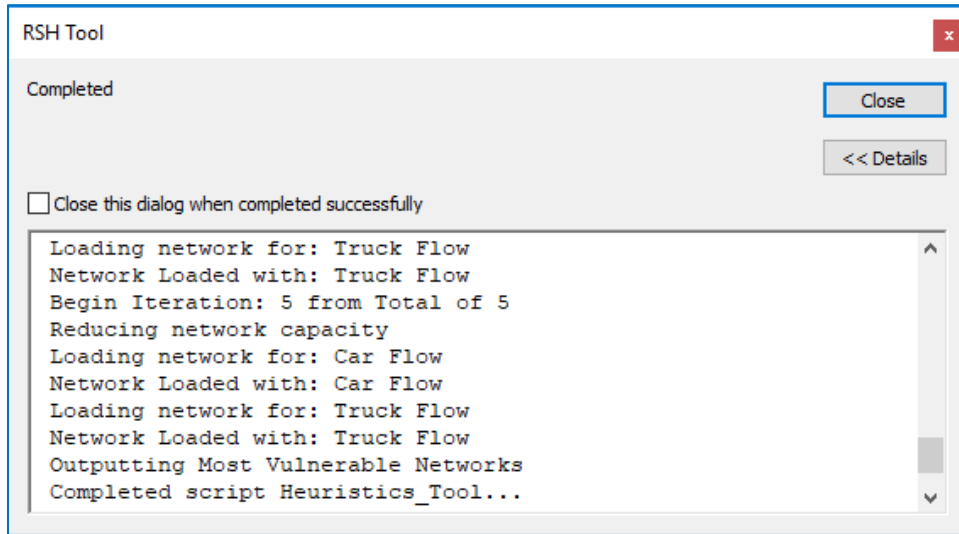 RSH Tool
x
Completed
Close
<< Details
Close this dialog when completed successfully
Loading network for: Truck Flow
Network Loaded with: Truck Flow
Begin Iteration: 5 from Total of 5
Reducing network capacity
Loading network for: Car Flow
Network Loaded with: Car Flow
Loading network for: Truck Flow
Network Loaded with: Truck Flow
Outputting Most Vulnerable Networks
Completed script Heuristics_Tool...